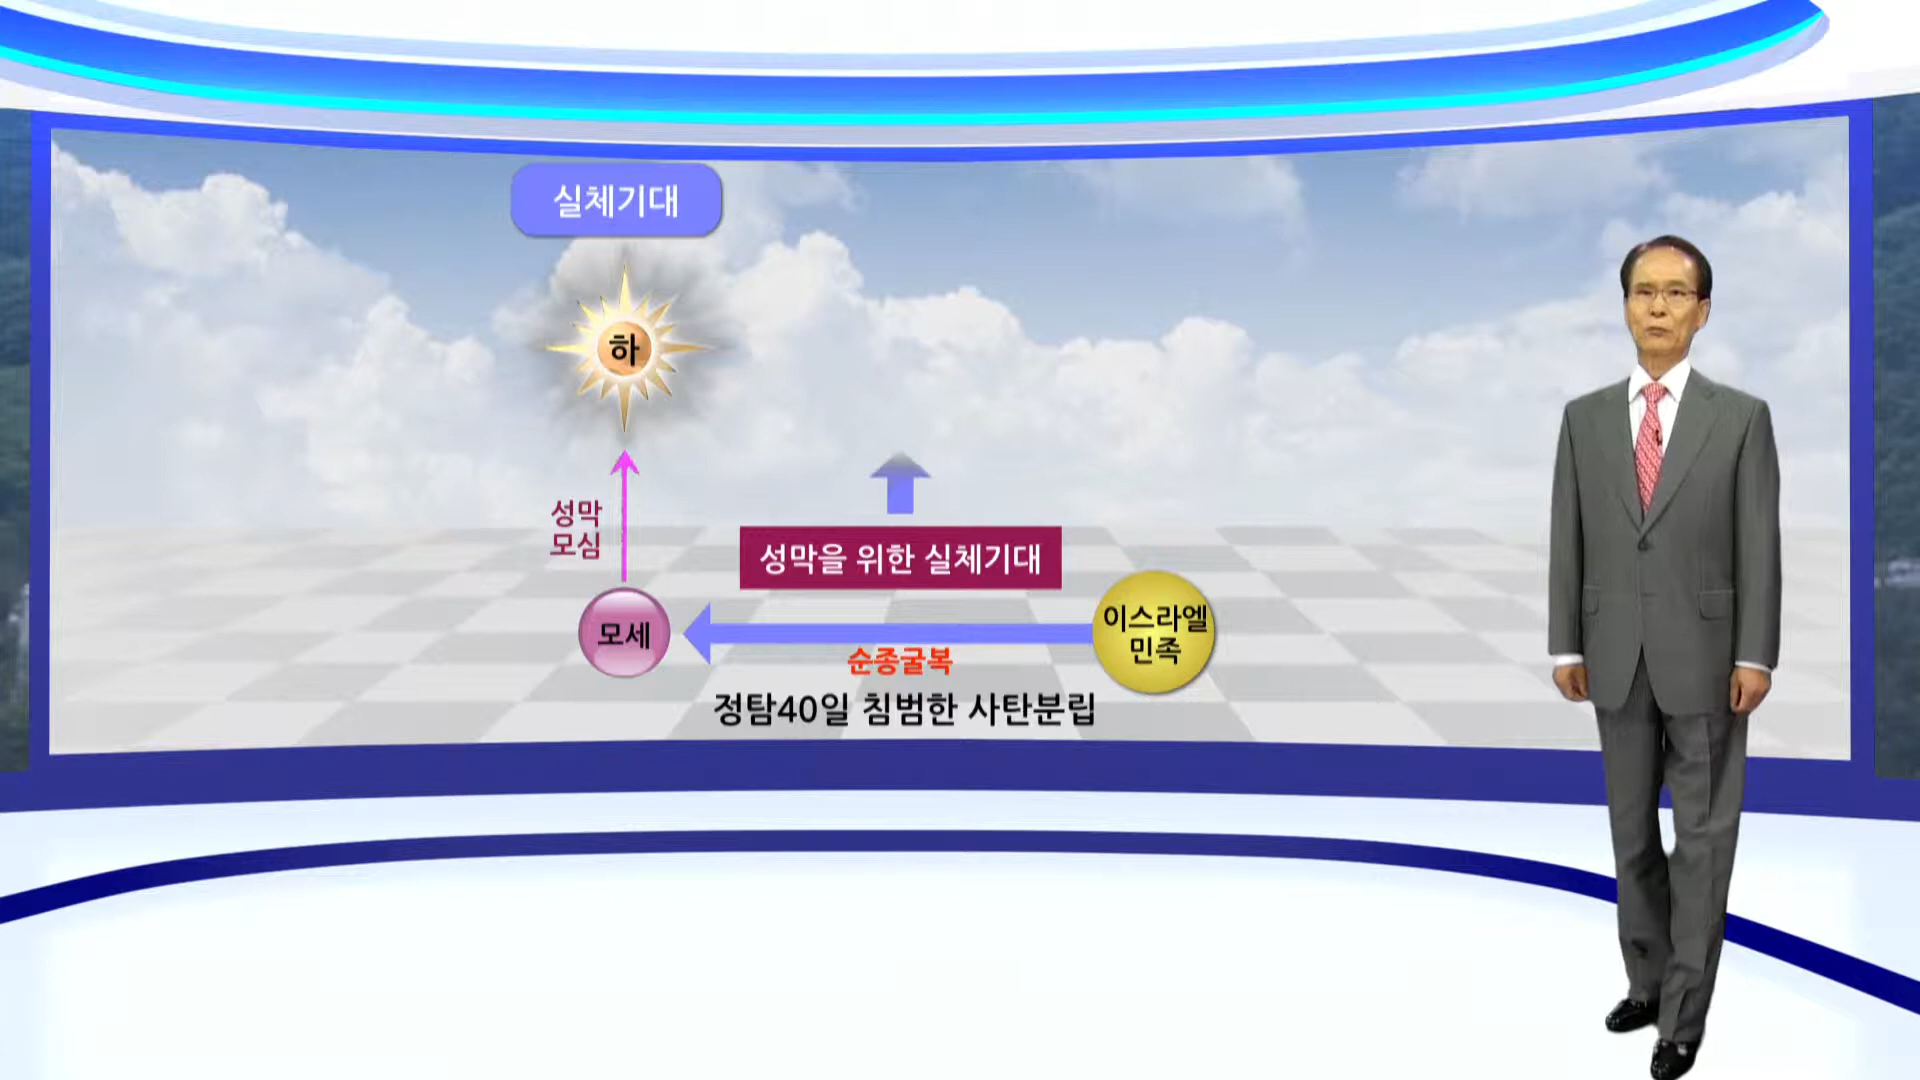 실체기대
하
성막
모심
성막을 위한 실체기대
모세
이스라엘
민족
순종굴복
정탐40일 침범한 사탄분립